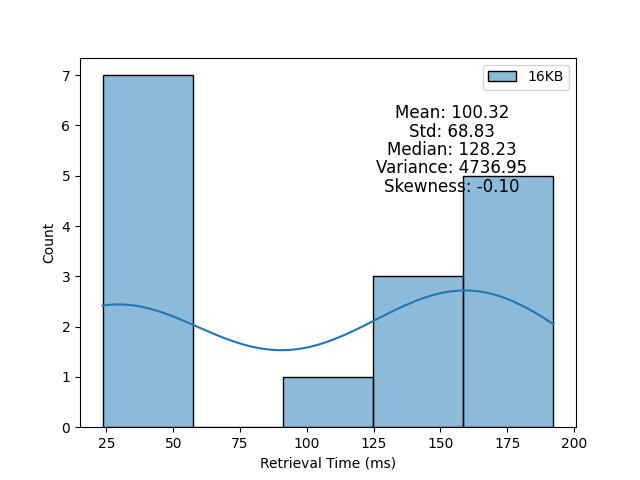 16KB
Mean: 100.32
Std: 68.83
Median: 128.23
Variance: 4736.95
Skewness: -0.10
7
6
5
4
3
2
1
0
Count
25 50 75 100 125 150 175 200
Retrieval Time (ms)